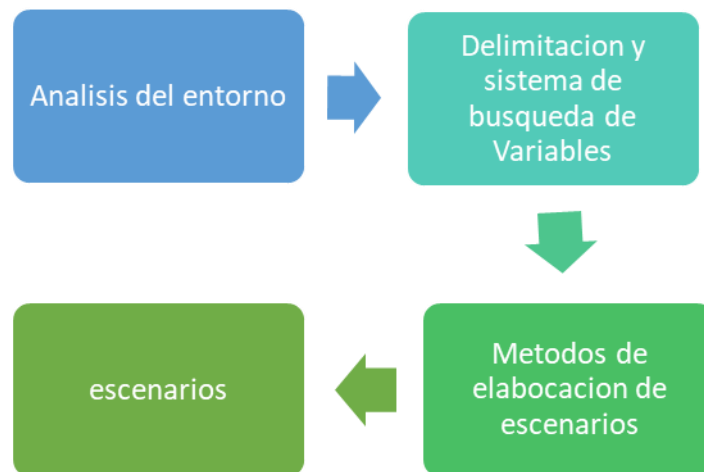 Analisis del entorno
Delimitacion y
sistema de
busqueda de
Variables
Metodos de
elabocacion de
escenarios
escenarios